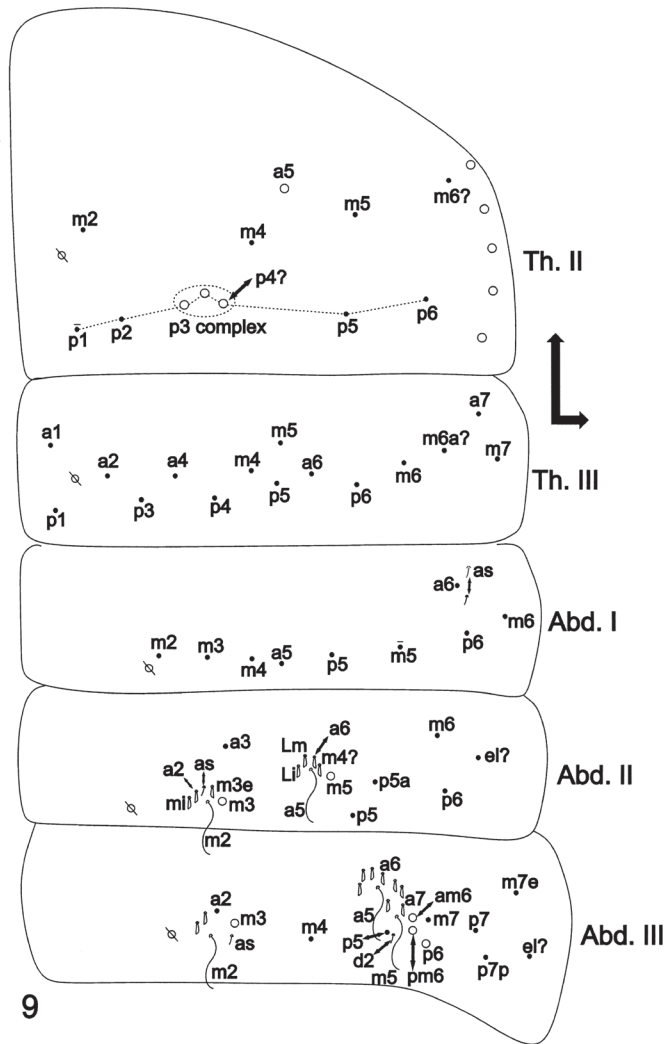 a5
m6?
m2
m5
m4
Th. II
p4?
p1̄ p2 p3 complex p5 p6
a7
a1 m5 m6a?
a2 a4 m4 a6 m7
m6
Th. III
p1 p3 p4 p5 p6
as
a6
m6
Abd. I
m2 m3 m4 a5 p5 m̄5 p6
a6 m6
a3 Lm
a2 as m4? el?
m3e Li
mi m3 m5 p5a p6
Abd. II
a5 p5
m2
a6 m7e
a2 a7 am6
m3 a5 m7 p7
m4
as p5 el?
Abd. III
d2 p6
m2 m5 pm6 p7p
9